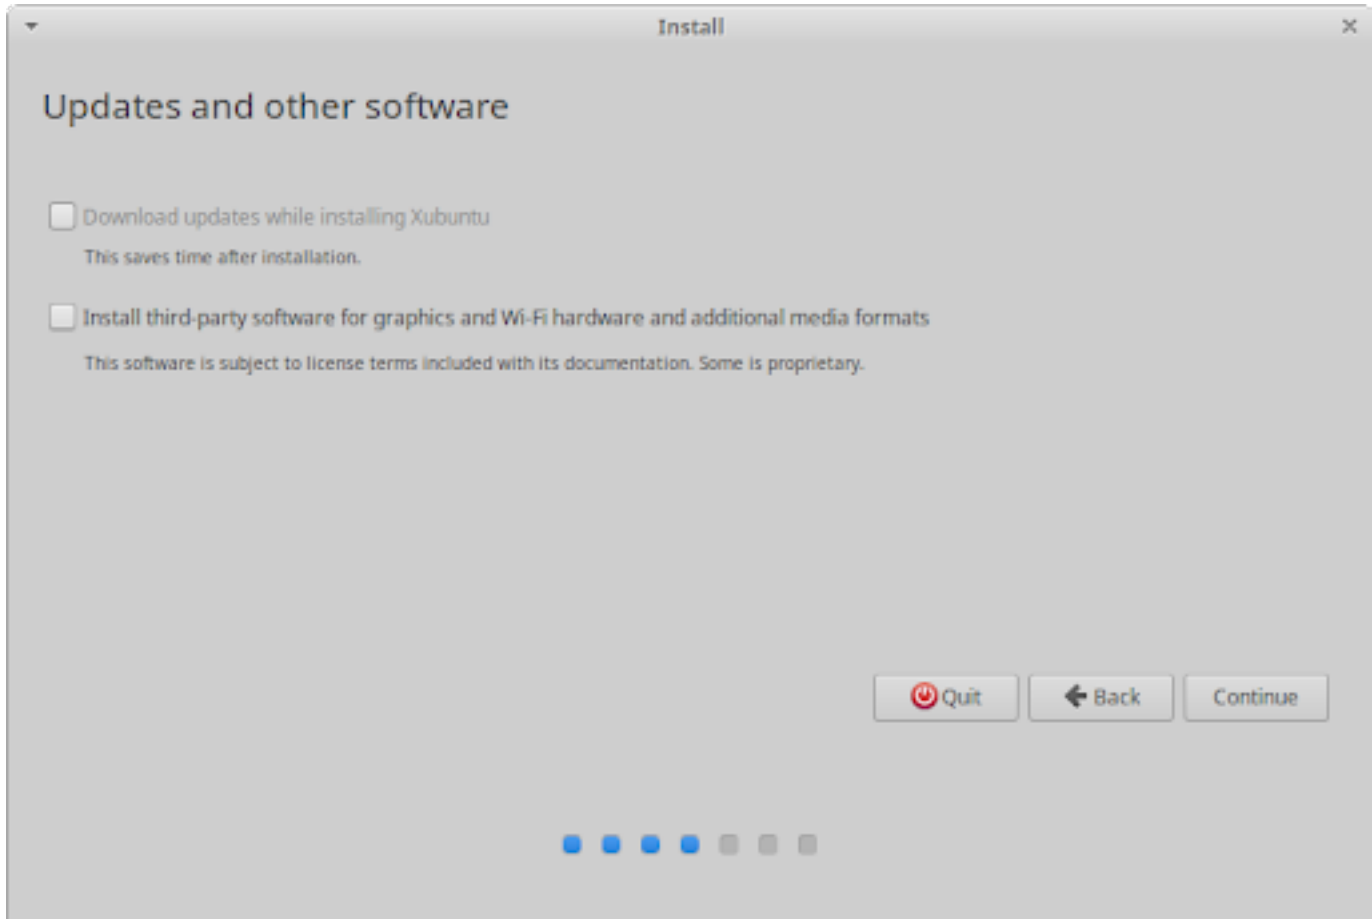 Install
Updates and other software
Download updates while installing Xubuntu
This saves time after installation.
Install third-party software for graphics and Wi-Fi hardware and additional media formats
This software is subject to license terms included with its documentation. Some is proprietary.
Quit Back Continue